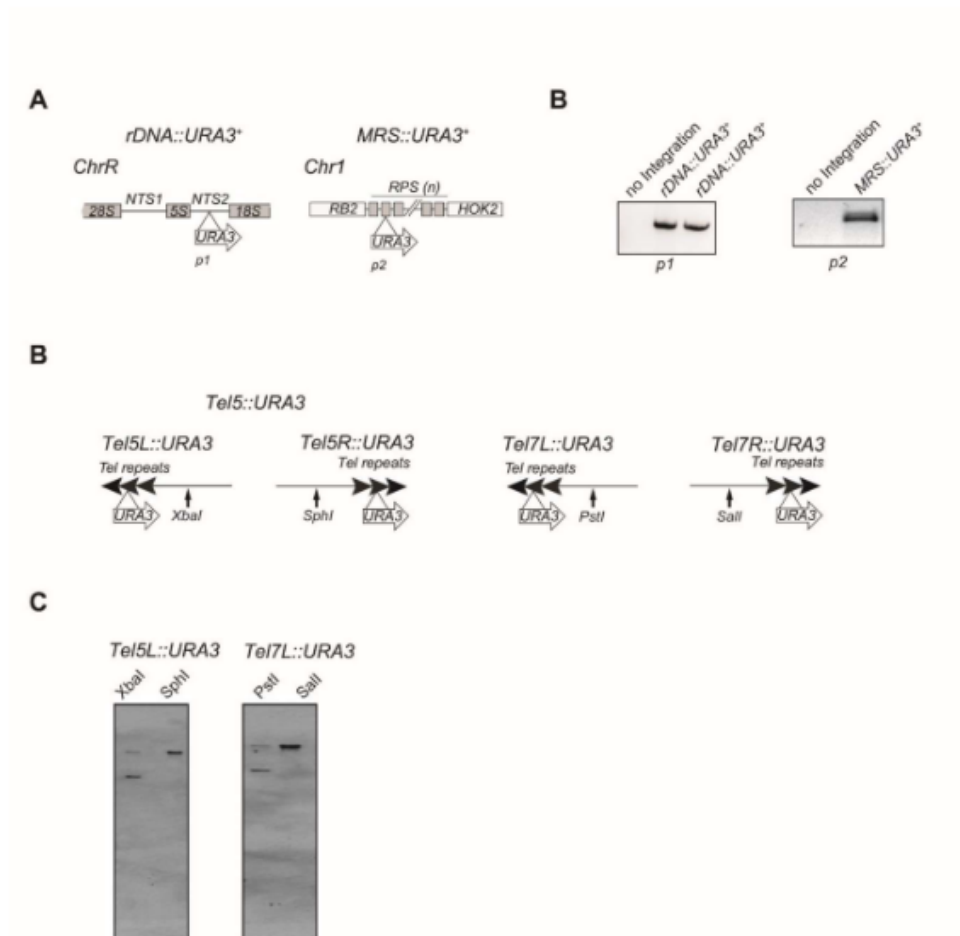 A
rDNA::URA3⁺
MRS::URA3⁺
ChrR
Chr1
NTS1
NTS2
RPS (n)
28S
5S
18S
RB2
HOK2
URA3
URA3
p1
p2
B
no Integration
rDNA::URA3⁺
rDNA::URA3⁺
no Integration
MRS::URA3⁺
p1
p2
B
Tel5::URA3
Tel5L::URA3
Tel5R::URA3
Tel7L::URA3
Tel7R::URA3
Tel repeats
Tel repeats
Tel repeats
Tel repeats
URA3
XbaI
SphI
URA3
URA3
PstI
SalI
URA3
C
Tel5L::URA3
Tel7L::URA3
XbaI
SphI
PstI
SalI